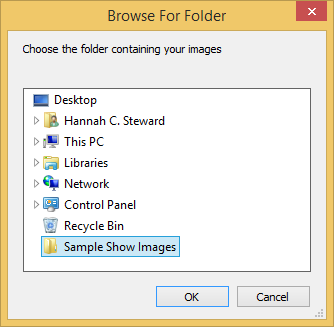 Browse For Folder
Choose the folder containing your images
Desktop
Hannah C. Steward
This PC
Libraries
Network
Control Panel
Recycle Bin
Sample Show Images
OK Cancel